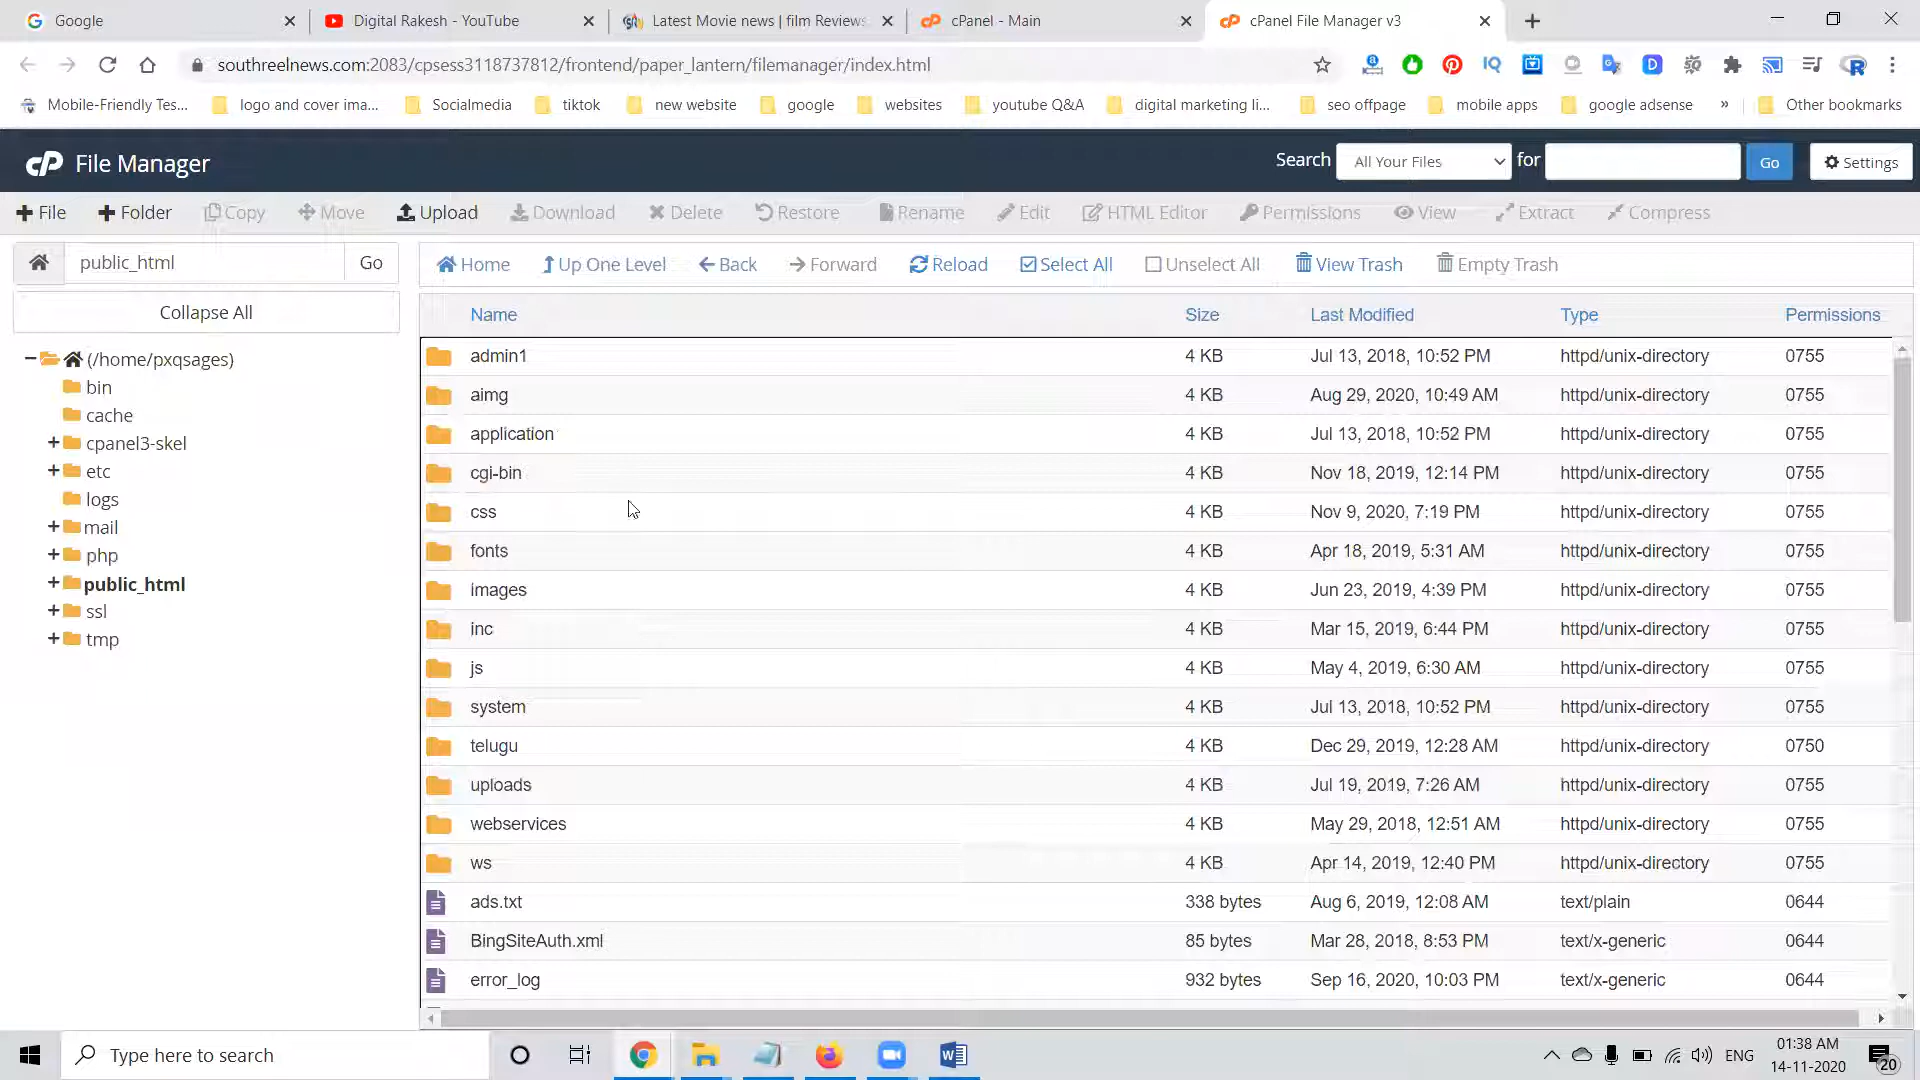 Google
Digital Rakesh - YouTube
Latest Movie news | film Reviews
cPanel - Main
cPanel File Manager v3
southreelnews.com:2083/cpsess3118737812/frontend/paper_lantern/filemanager/index.html
Mobile-Friendly Tes... logo and cover ima... Socialmedia tiktok new website google websites youtube Q&A digital marketing li... seo offpage mobile apps google adsense » Other bookmarks
cP File Manager
Search All Your Files for Go Settings
File Folder Copy Move Upload Download Delete Restore Rename Edit HTML Editor Permissions View Extract Compress
public_html Go
Home Up One Level Back Forward Reload Select All Unselect All View Trash Empty Trash
Collapse All
(/home/pxqsages)
bin
cache
cpanel3-skel
etc
logs
mail
php
public_html
ssl
tmp
Name Size Last Modified Type Permissions
admin1 4 KB Jul 13, 2018, 10:52 PM httpd/unix-directory 0755
aimg 4 KB Aug 29, 2020, 10:49 AM httpd/unix-directory 0755
application 4 KB Jul 13, 2018, 10:52 PM httpd/unix-directory 0755
cgi-bin 4 KB Nov 18, 2019, 12:14 PM httpd/unix-directory 0755
css 4 KB Nov 9, 2020, 7:19 PM httpd/unix-directory 0755
fonts 4 KB Apr 18, 2019, 5:31 AM httpd/unix-directory 0755
images 4 KB Jun 23, 2019, 4:39 PM httpd/unix-directory 0755
inc 4 KB Mar 15, 2019, 6:44 PM httpd/unix-directory 0755
js 4 KB May 4, 2019, 6:30 AM httpd/unix-directory 0755
system 4 KB Jul 13, 2018, 10:52 PM httpd/unix-directory 0755
telugu 4 KB Dec 29, 2019, 12:28 AM httpd/unix-directory 0750
uploads 4 KB Jul 19, 2019, 7:26 AM httpd/unix-directory 0755
webservices 4 KB May 29, 2018, 12:51 AM httpd/unix-directory 0755
ws 4 KB Apr 14, 2019, 12:40 PM httpd/unix-directory 0755
ads.txt 338 bytes Aug 6, 2019, 12:08 AM text/plain 0644
BingSiteAuth.xml 85 bytes Mar 28, 2018, 8:53 PM text/x-generic 0644
error_log 932 bytes Sep 16, 2020, 10:03 PM text/x-generic 0644
Type here to search
ENG
01:38 AM
14-11-2020
20